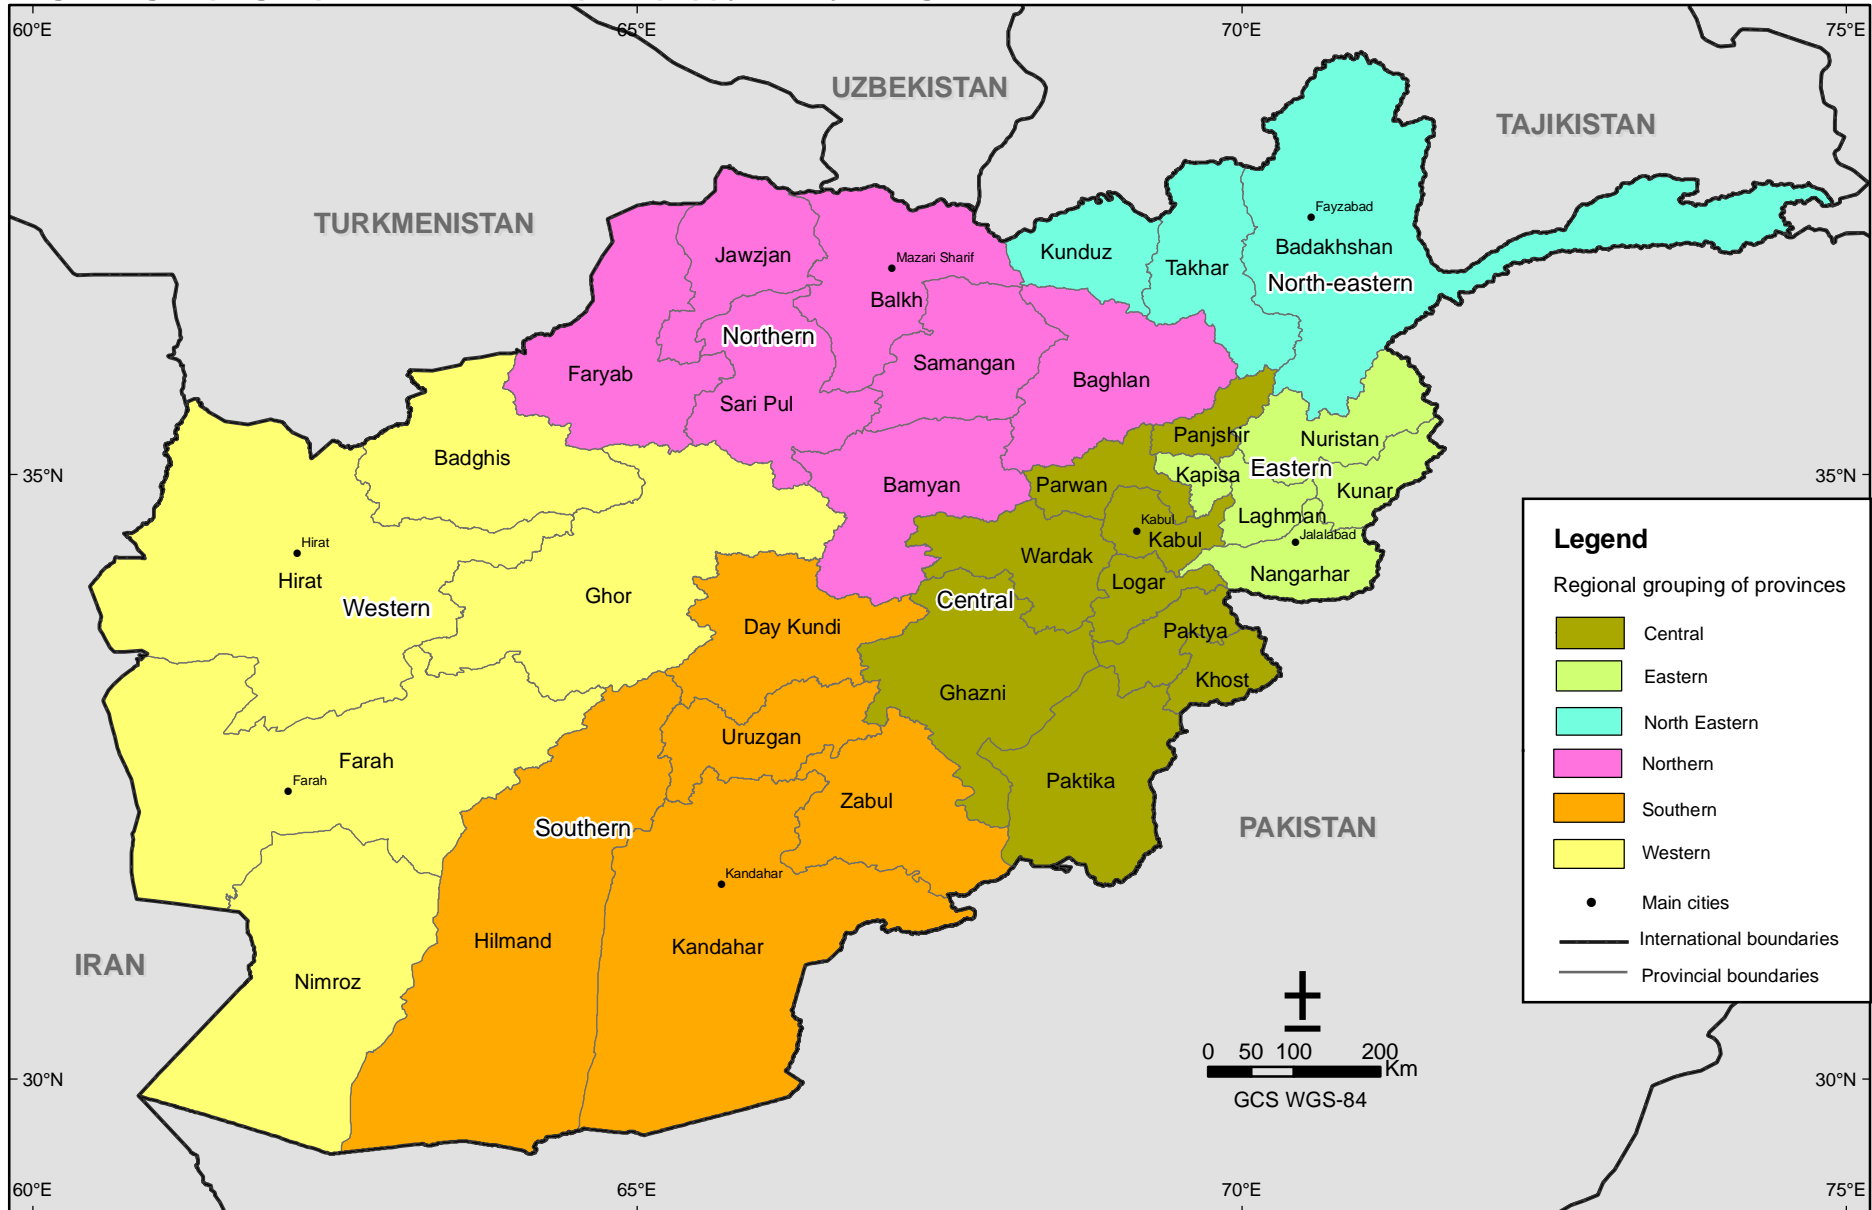 60°E
65°E
70°E
75°E
UZBEKISTAN
TAJIKISTAN
TURKMENISTAN
Fayzabad
Badakhshan
North-eastern
Kunduz
Takhar
Jawzjan
Mazari Sharif
Balkh
Northern
Samangan
Faryab
Baghlan
Sari Pul
Panjshir
Nuristan
Badghis
Eastern
35°N
35°N
Kapisa
Bamyan
Parwan
Kunar
Laghman
Kabul
Kabul
Jalalabad
Hirat
Hirat
Wardak
Nangarhar
Logar
Ghor
Western
Central
Day Kundi
Paktya
Khost
Ghazni
Uruzgan
Farah
Farah
Paktika
Zabul
Southern
PAKISTAN
Kandahar
Hilmand
Kandahar
IRAN
Nimroz
Legend
Regional grouping of provinces
Central
Eastern
North Eastern
Northern
Southern
Western
Main cities
International boundaries
Provincial boundaries
0 50 100 200
Km
GCS WGS-84
30°N
30°N
60°E
65°E
70°E
75°E